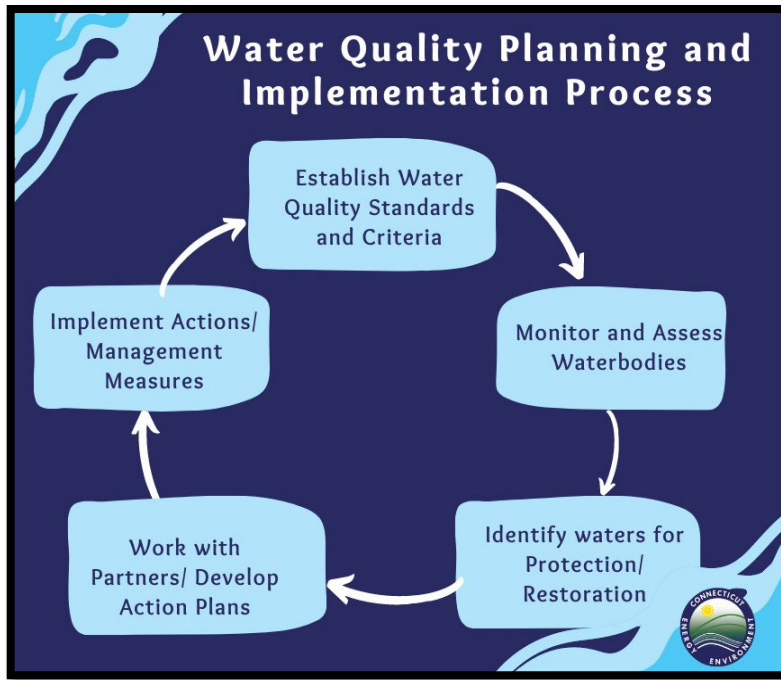 Water Quality Planning and
Implementation Process
Establish Water
Quality Standards
and Criteria
Monitor and Assess
Waterbodies
Identify waters for
Protection/
Restoration
Work with
Partners/ Develop
Action Plans
Implement Actions/
Management
Measures
CONNECTICUT
ENERGY ENVIRONMENT